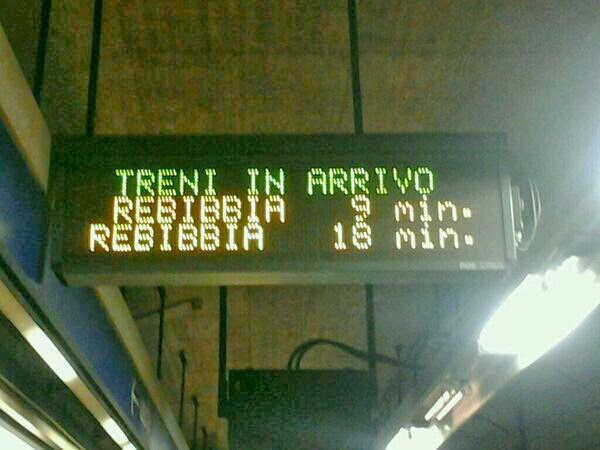 TRENI IN ARRIVO
REBIBBIA 9 min.
REBIBBIA 18 min.